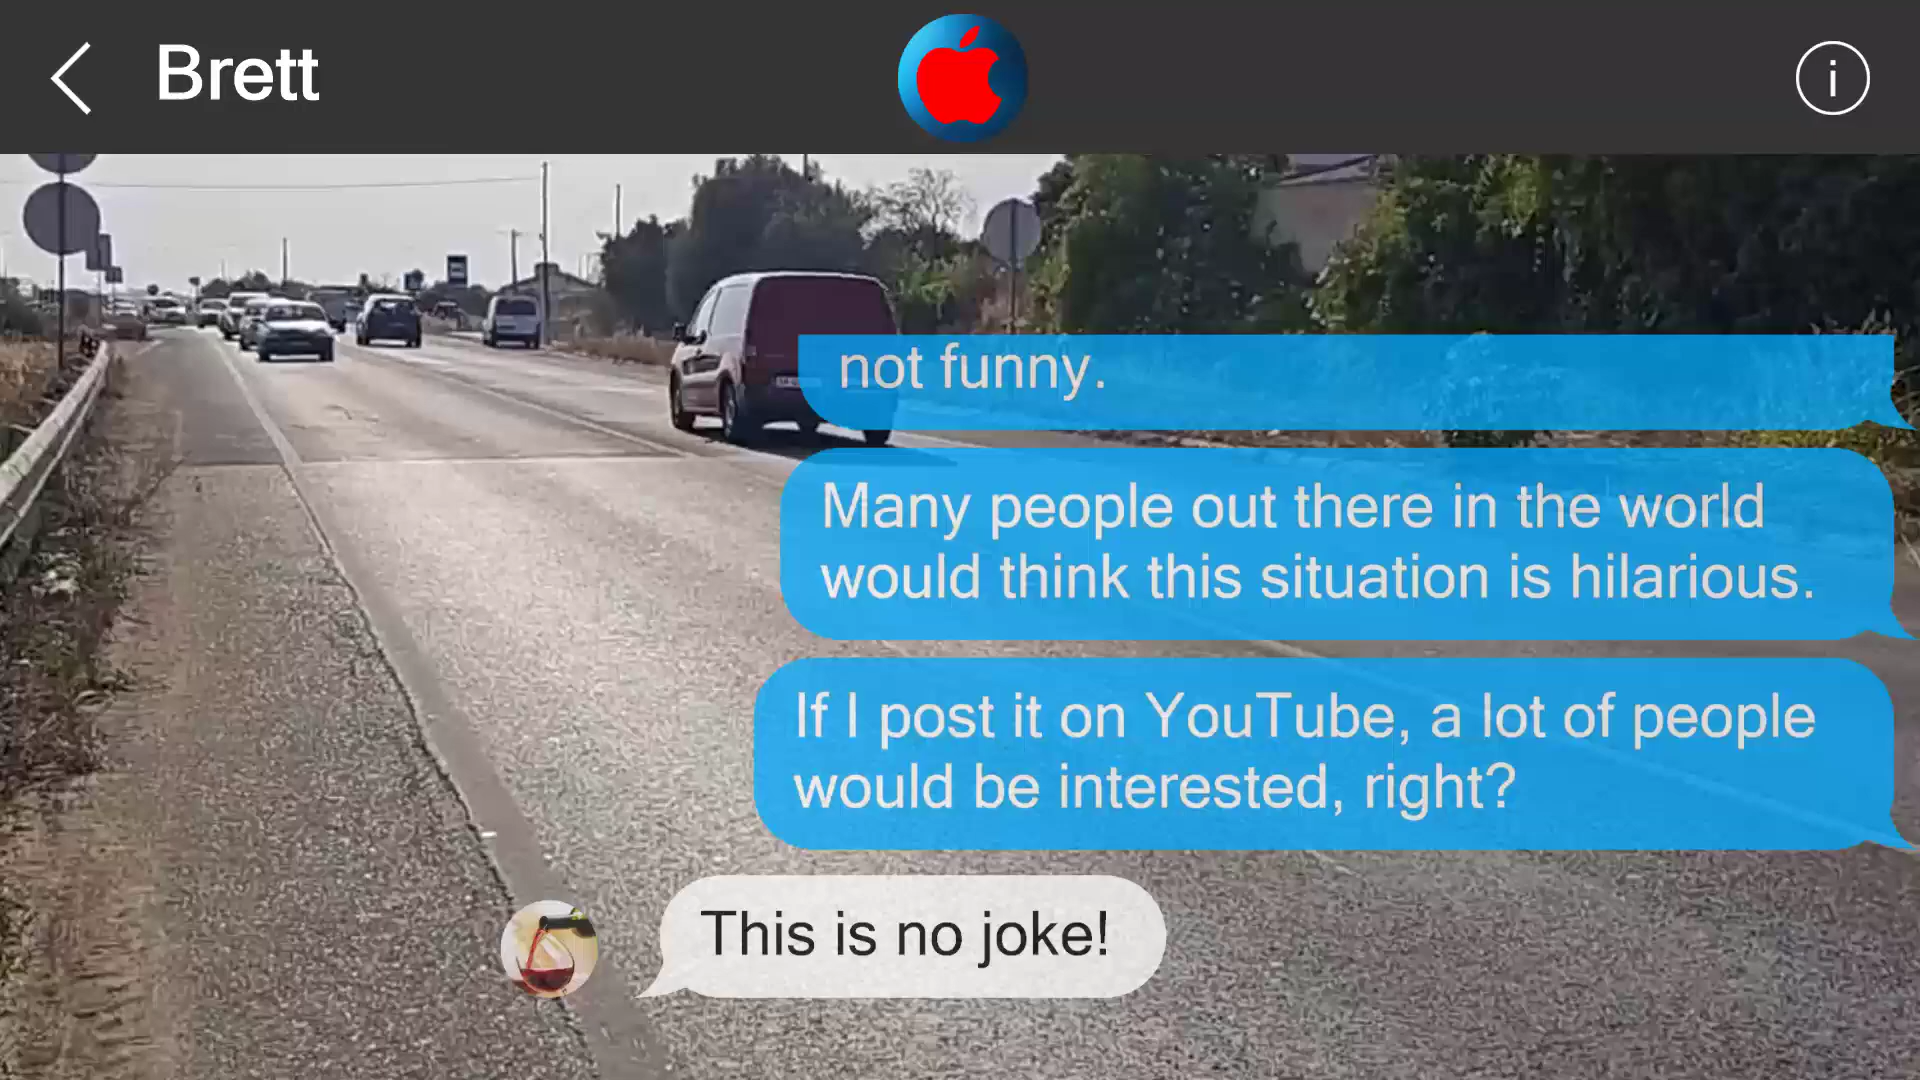 Brett
i
not funny.
Many people out there in the world
would think this situation is hilarious.
If I post it on YouTube, a lot of people
would be interested, right?
This is no joke!